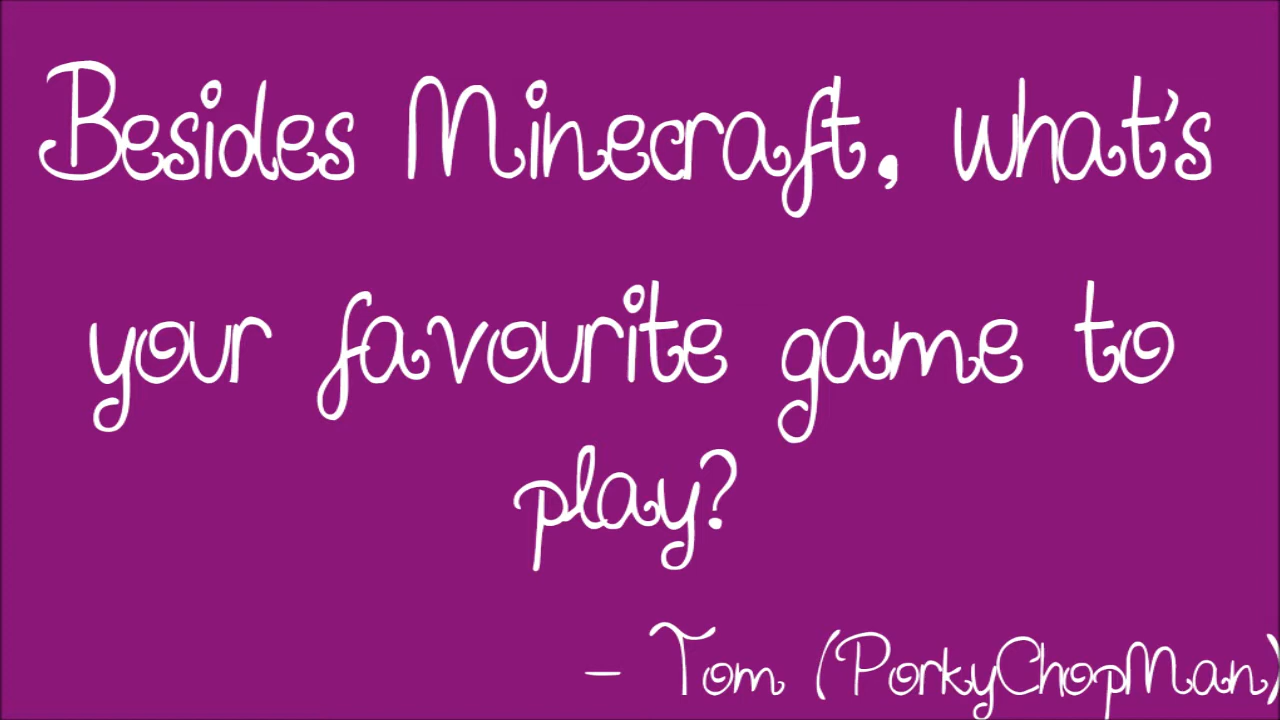 Besides Minecraft, what's
your favourite game to
play?
- Tom (PorkyChopMan)